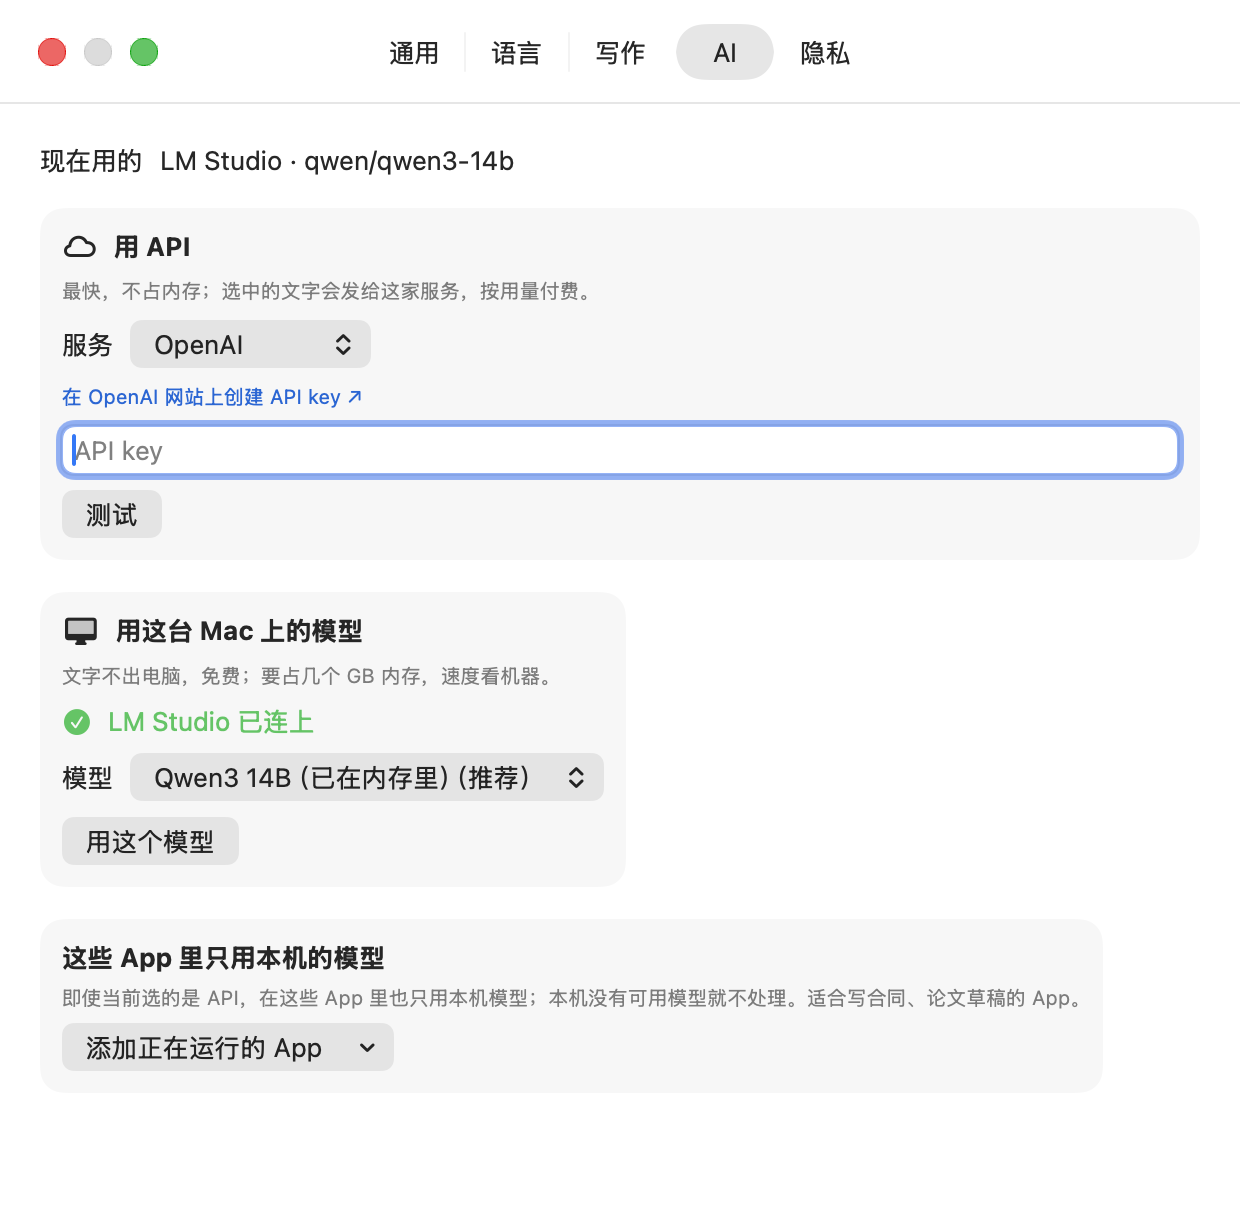 通用 语言 写作 AI 隐私
现在用的 LM Studio · qwen/qwen3-14b
用 API
最快，不占内存；选中的文字会发给这家服务，按用量付费。
服务 OpenAI
在 OpenAI 网站上创建 API key ↗
API key
测试
用这台 Mac 上的模型
文字不出电脑，免费；要占几个 GB 内存，速度看机器。
LM Studio 已连上
模型 Qwen3 14B (已在内存里) (推荐)
用这个模型
这些 App 里只用本机的模型
即使当前选的是 API，在这些 App 里也只用本机模型；本机没有可用模型就不处理。适合写合同、论文草稿的 App。
添加正在运行的 App